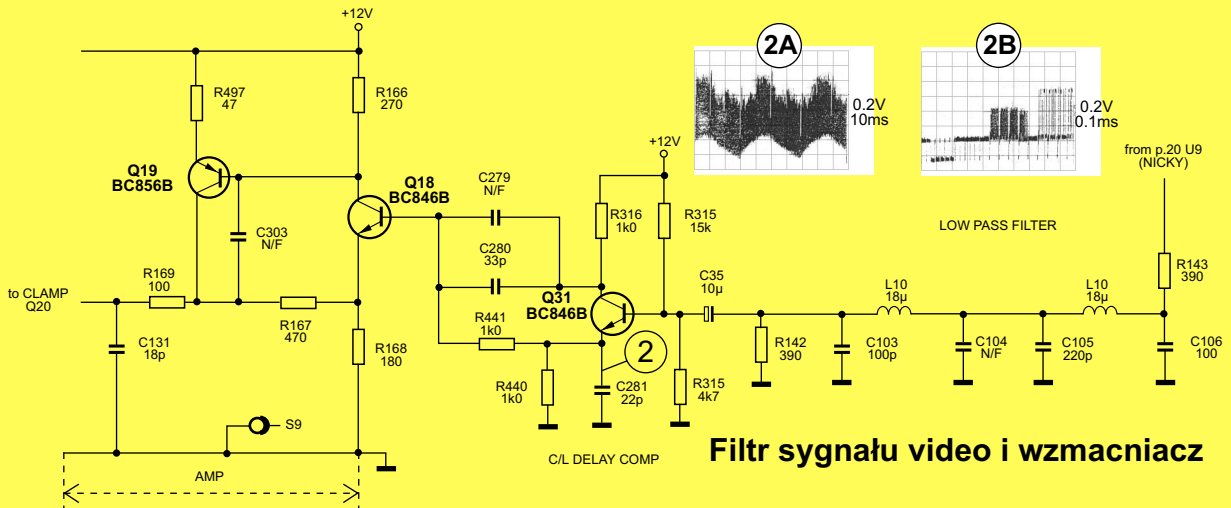 +12V
2A
2B
R497
47
R166
270
0.2V
10ms
0.2V
0.1ms
+12V
from p.20 U9
(NICKY)
Q19
BC856B
Q18
BC846B
C279
N/F
R316
1k0
R315
15k
LOW PASS FILTER
C303
N/F
C280
33p
R143
390
to CLAMP
Q20
R169
100
Q31
BC846B
C35
10µ
L10
18µ
L10
18µ
R167
470
R441
1k0
C131
18p
R168
180
2
R142
390
C103
100p
C104
N/F
C105
220p
C106
100
R440
1k0
C281
22p
R315
4k7
S9
C/L DELAY COMP
Filtr sygnału video i wzmacniacz
AMP